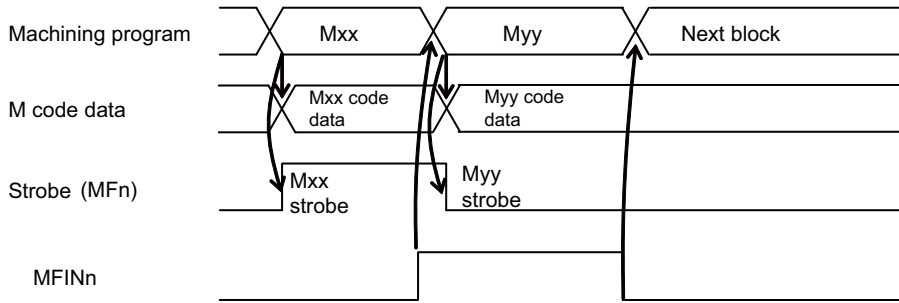 Machining program
Mxx
Myy
Next block
M code data
Mxx code
data
Myy code
data
Strobe (MFn)
Mxx
strobe
Myy
strobe
MFINn